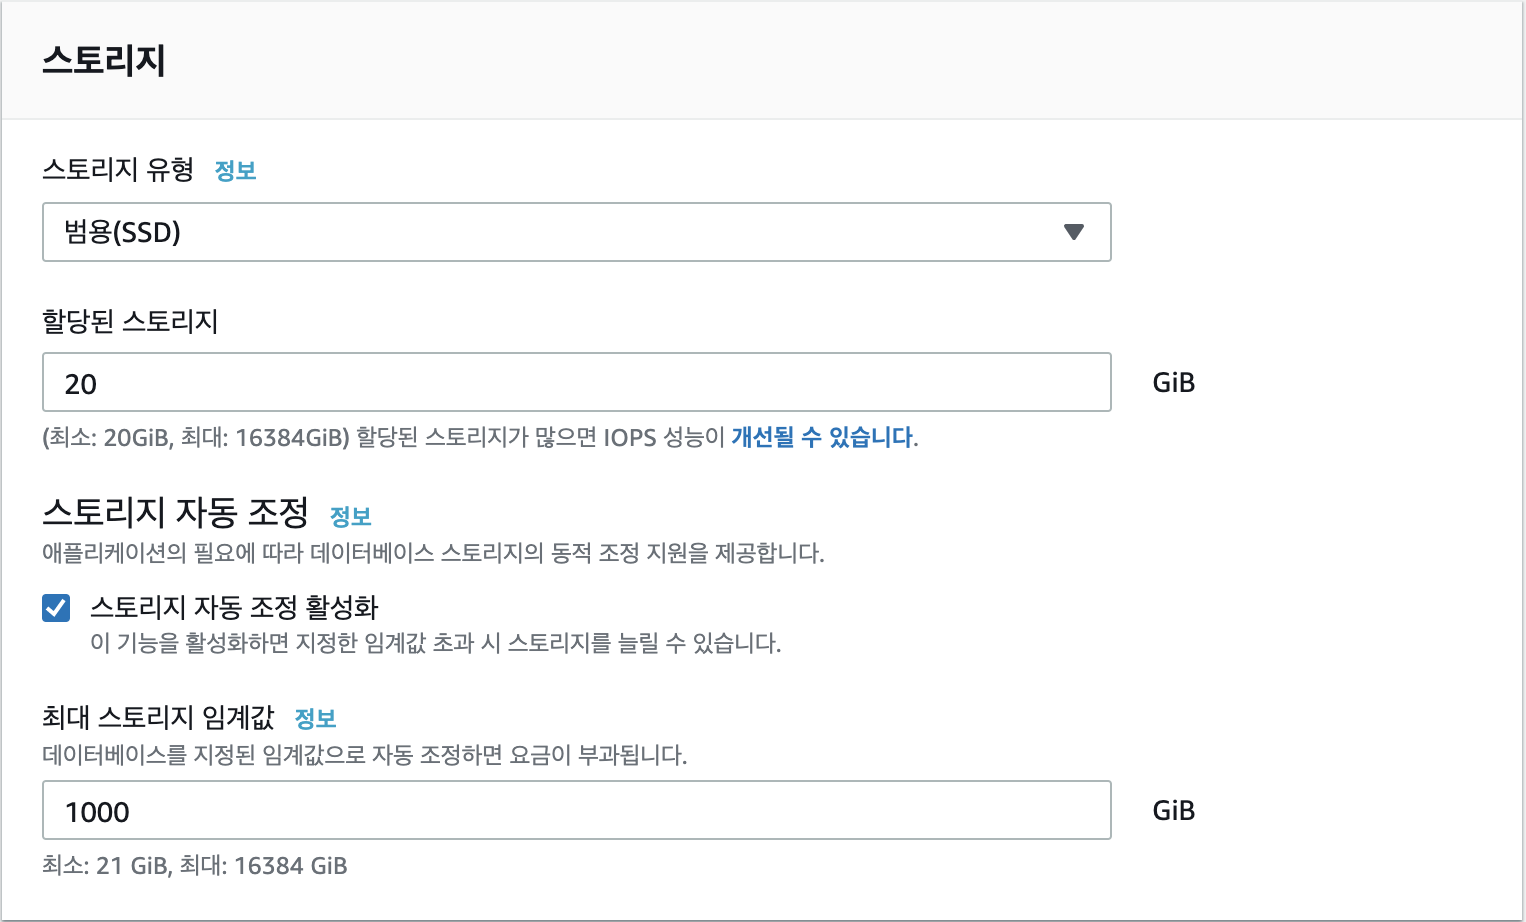 스토리지
스토리지 유형 정보
범용(SSD)
할당된 스토리지
20 GiB
(최소: 20GiB, 최대: 16384GiB) 할당된 스토리지가 많으면 IOPS 성능이 개선될 수 있습니다.
스토리지 자동 조정 정보
애플리케이션의 필요에 따라 데이터베이스 스토리지의 동적 조정 지원을 제공합니다.
스토리지 자동 조정 활성화
이 기능을 활성화하면 지정한 임계값 초과 시 스토리지를 늘릴 수 있습니다.
최대 스토리지 임계값 정보
데이터베이스를 지정된 임계값으로 자동 조정하면 요금이 부과됩니다.
1000 GiB
최소: 21 GiB, 최대: 16384 GiB